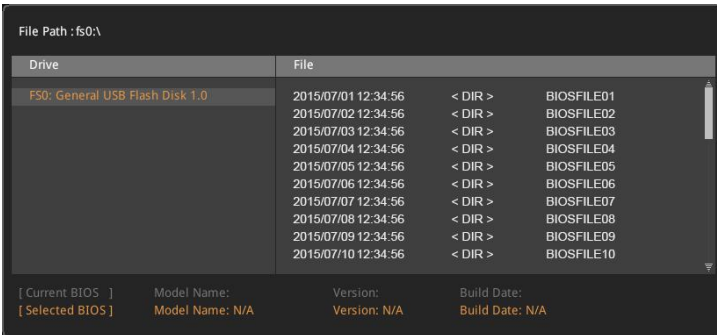 File Path : fs0:\
Drive File
FS0: General USB Flash Disk 1.0
2015/07/01 12:34:56 < DIR > BIOSFILE01
2015/07/02 12:34:56 < DIR > BIOSFILE02
2015/07/03 12:34:56 < DIR > BIOSFILE03
2015/07/04 12:34:56 < DIR > BIOSFILE04
2015/07/05 12:34:56 < DIR > BIOSFILE05
2015/07/06 12:34:56 < DIR > BIOSFILE06
2015/07/07 12:34:56 < DIR > BIOSFILE07
2015/07/08 12:34:56 < DIR > BIOSFILE08
2015/07/09 12:34:56 < DIR > BIOSFILE09
2015/07/10 12:34:56 < DIR > BIOSFILE10
[ Current BIOS ] Model Name: Version: Build Date:
[ Selected BIOS ] Model Name: N/A Version: N/A Build Date: N/A